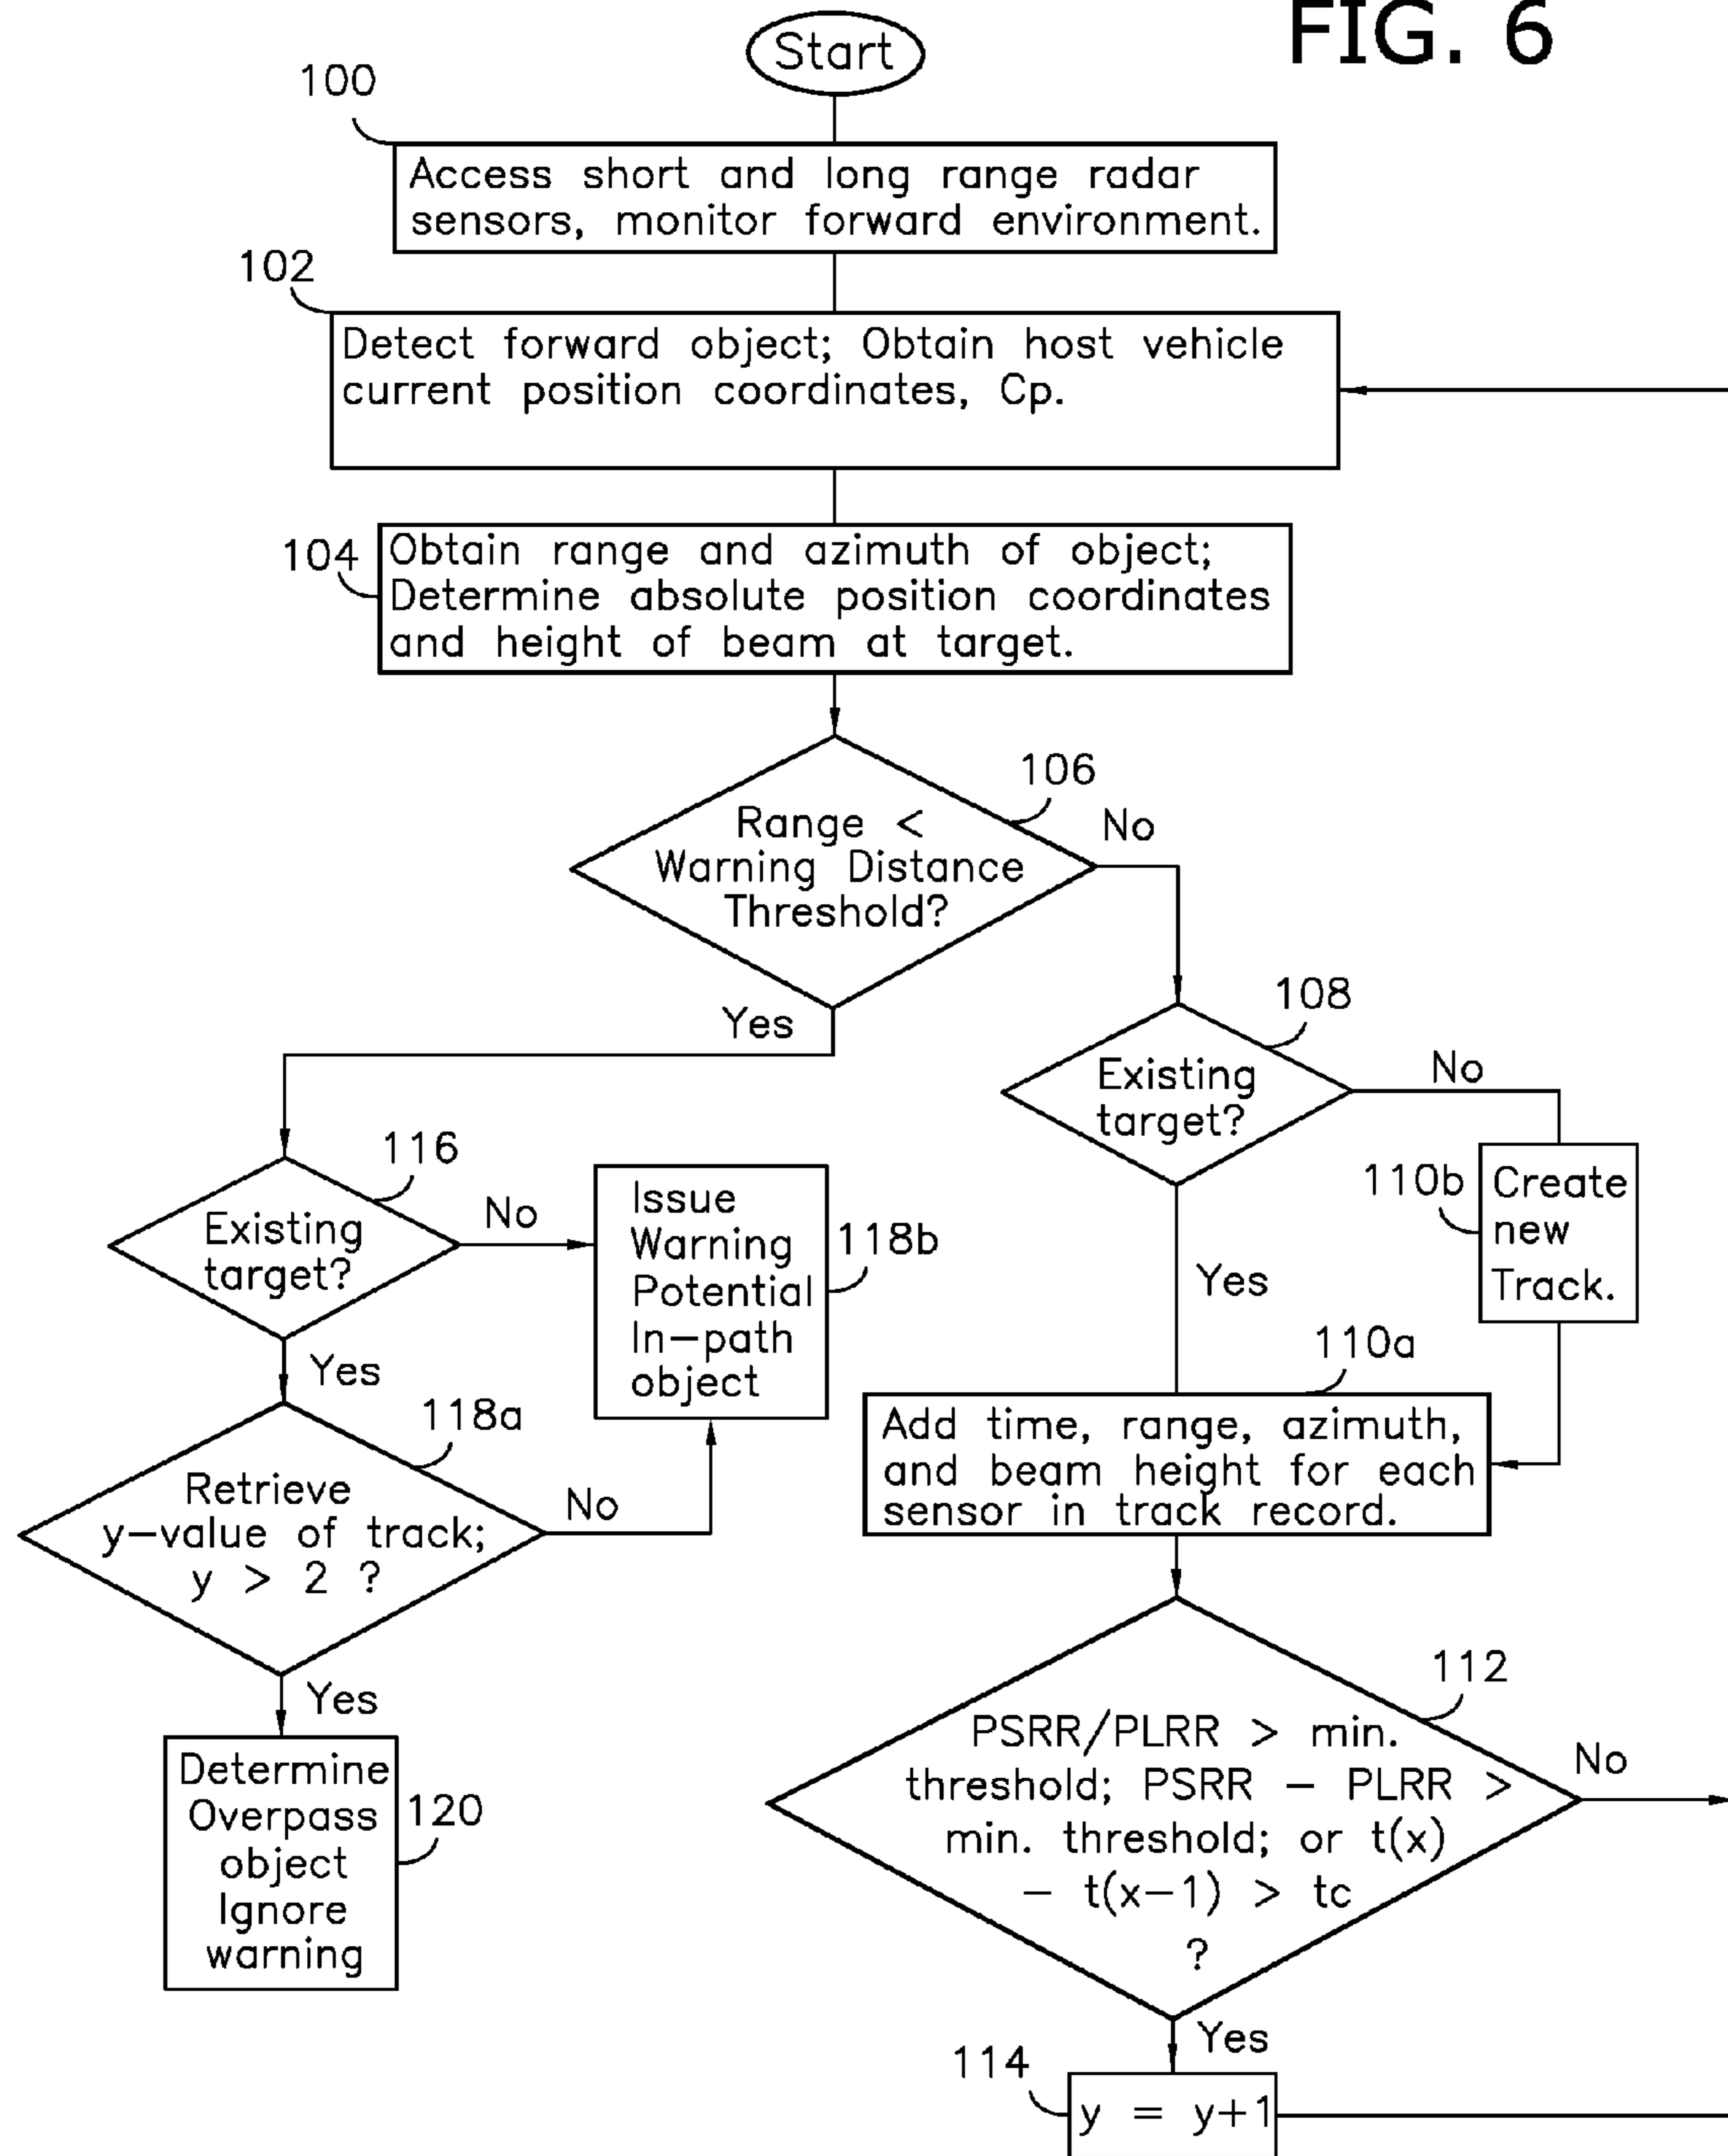 FIG. 6
Start
100
Access short and long range radar
sensors, monitor forward environment.
102
Detect forward object; Obtain host vehicle
current position coordinates, Cp.
104
Obtain range and azimuth of object;
Determine absolute position coordinates
and height of beam at target.
106
Range <
Warning Distance
Threshold?
No
Yes
108
Existing
target?
No
110b
Create
new
Track.
Yes
116
Existing
target?
No
Issue
Warning
Potential
In-path
object
118b
Yes
118a
Retrieve
y-value of track;
y > 2 ?
No
Yes
Determine
Overpass
object
Ignore
warning
120
110a
Add time, range, azimuth,
and beam height for each
sensor in track record.
112
PSRR/PLRR > min.
threshold; PSRR - PLRR >
min. threshold; or t(x)
- t(x-1) > tc
?
No
Yes
114
y = y+1